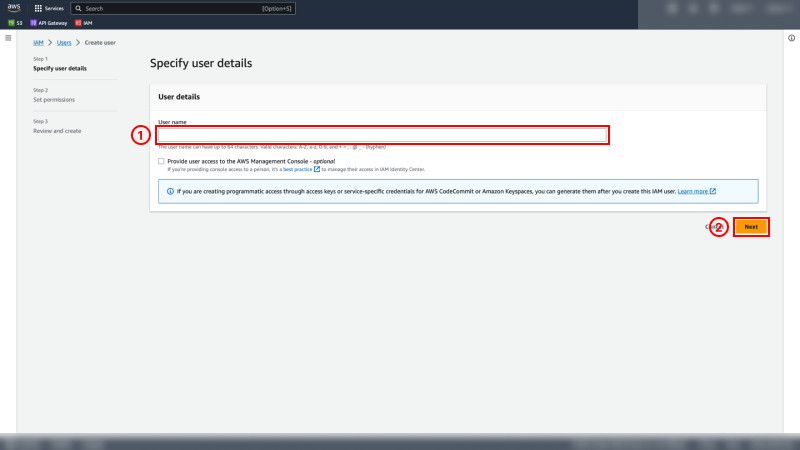 aws Services Search [Option+S]
S3 API Gateway IAM
IAM > Users > Create user
Step 1
Specify user details
Step 2
Set permissions
Step 3
Review and create
Specify user details
User details
User name
1
The user name can have up to 64 characters. Valid characters: A-Z, a-z, 0-9, and + = , . @ _ - (hyphen)
Provide user access to the AWS Management Console - optional
If you're providing console access to a person, it's a best practice to manage their access in IAM Identity Center.
If you are creating programmatic access through access keys or service-specific credentials for AWS CodeCommit or Amazon Keyspaces, you can generate them after you create this IAM user. Learn more
2 Next